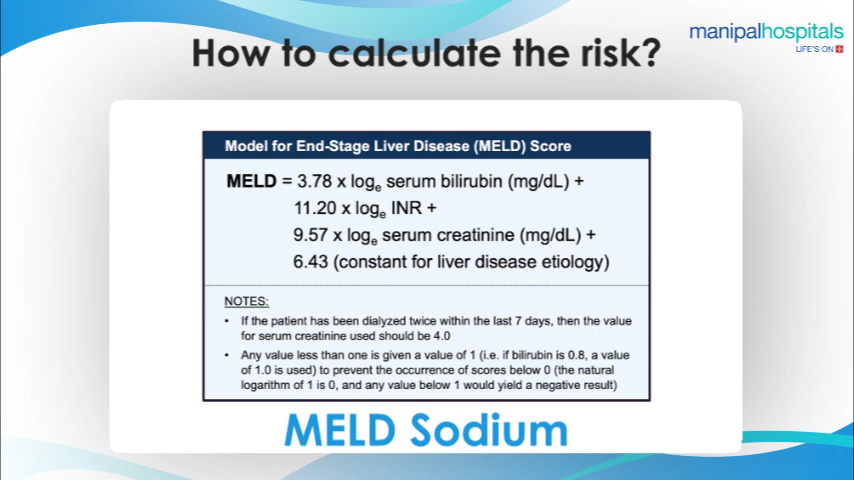 manipalhospitals
LIFE'S ON
How to calculate the risk?
Model for End-Stage Liver Disease (MELD) Score
MELD = 3.78 x logₑ serum bilirubin (mg/dL) +
11.20 x logₑ INR +
9.57 x logₑ serum creatinine (mg/dL) +
6.43 (constant for liver disease etiology)
NOTES:
• If the patient has been dialyzed twice within the last 7 days, then the value
for serum creatinine used should be 4.0
• Any value less than one is given a value of 1 (i.e. if bilirubin is 0.8, a value
of 1.0 is used) to prevent the occurrence of scores below 0 (the natural
logarithm of 1 is 0, and any value below 1 would yield a negative result)
MELD Sodium